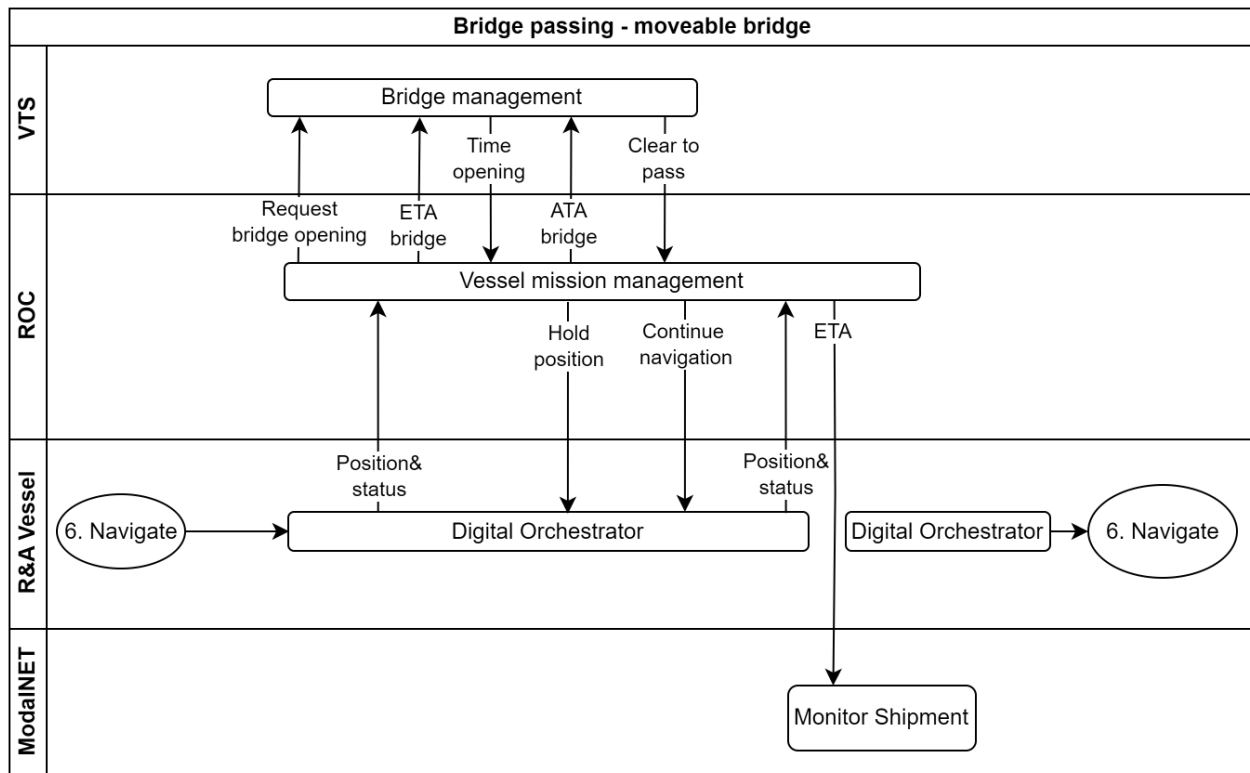 Bridge passing - moveable bridge
VTS
Bridge management
Time
opening
Clear to
pass
ROC
Request
bridge opening
ETA
bridge
ATA
bridge
Vessel mission management
Hold
position
Continue
navigation
ETA
R&A Vessel
Position&
status
Position&
status
6. Navigate
Digital Orchestrator
Digital Orchestrator
6. Navigate
ModalNET
Monitor Shipment